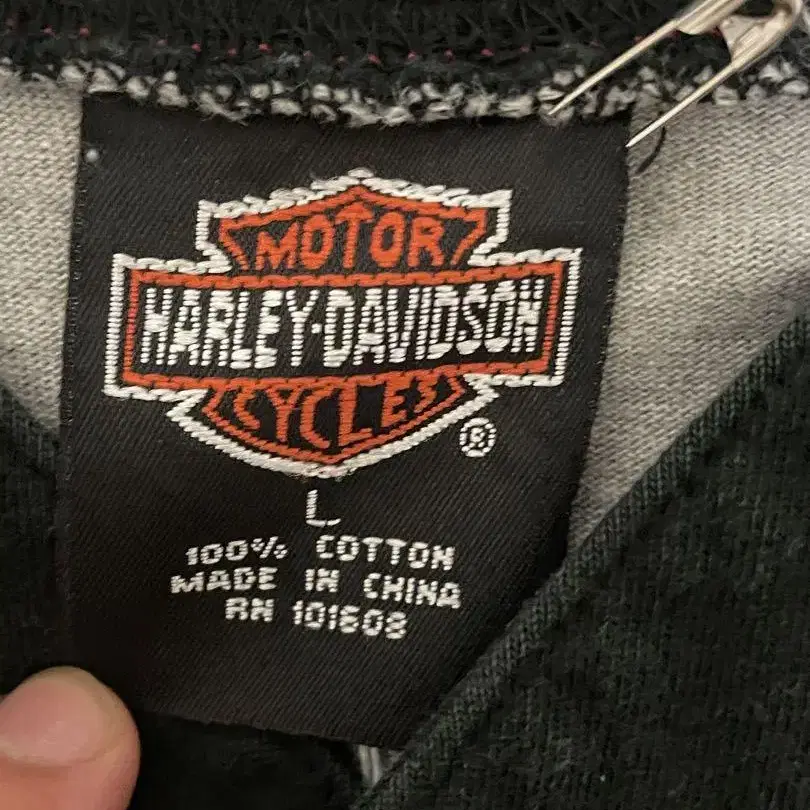 MOTOR
HARLEY-DAVIDSON
CYCLES
®
L
100% COTTON
MADE IN CHINA
RN 101608